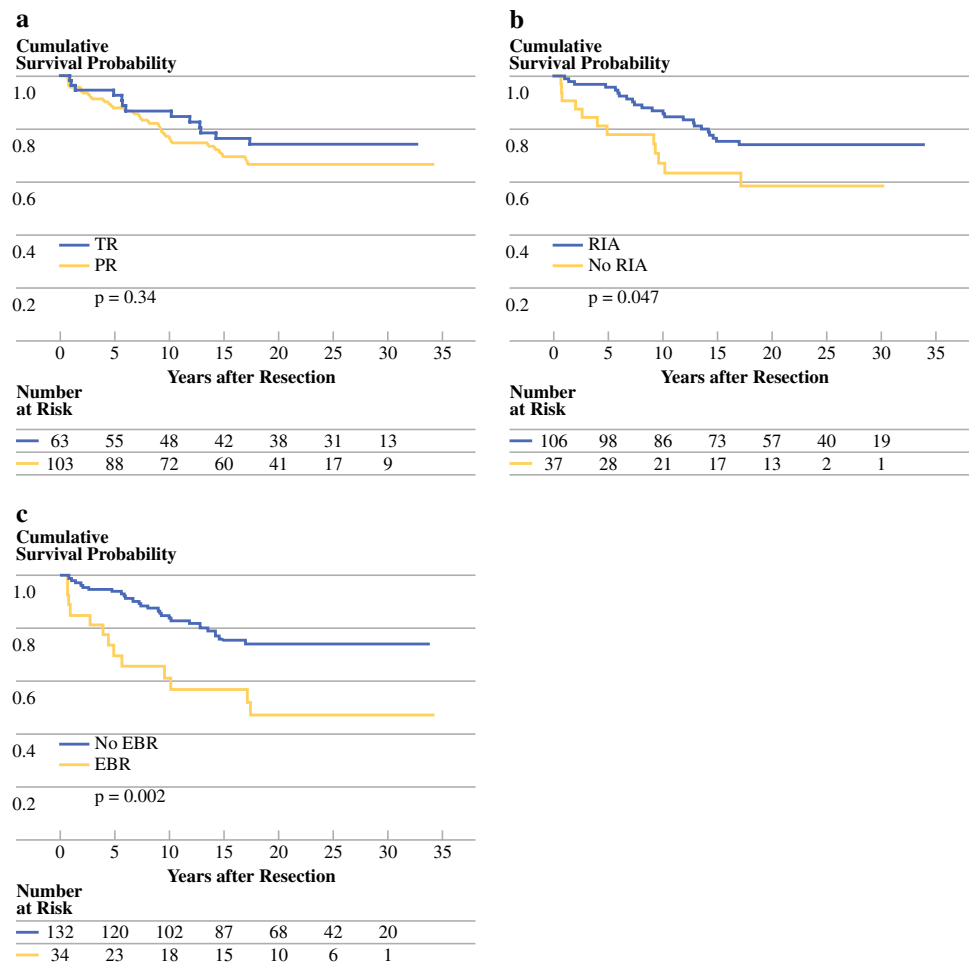 a
Cumulative
Survival Probability
1.0
0.8
0.6
0.4
0.2
TR
PR
p = 0.34
0 5 10 15 20 25 30 35
Years after Resection
Number
at Risk
63 55 48 42 38 31 13
103 88 72 60 41 17 9
b
Cumulative
Survival Probability
1.0
0.8
0.6
0.4
0.2
RIA
No RIA
p = 0.047
0 5 10 15 20 25 30 35
Years after Resection
Number
at Risk
106 98 86 73 57 40 19
37 28 21 17 13 2 1
c
Cumulative
Survival Probability
1.0
0.8
0.6
0.4
0.2
No EBR
EBR
p = 0.002
0 5 10 15 20 25 30 35
Years after Resection
Number
at Risk
132 120 102 87 68 42 20
34 23 18 15 10 6 1